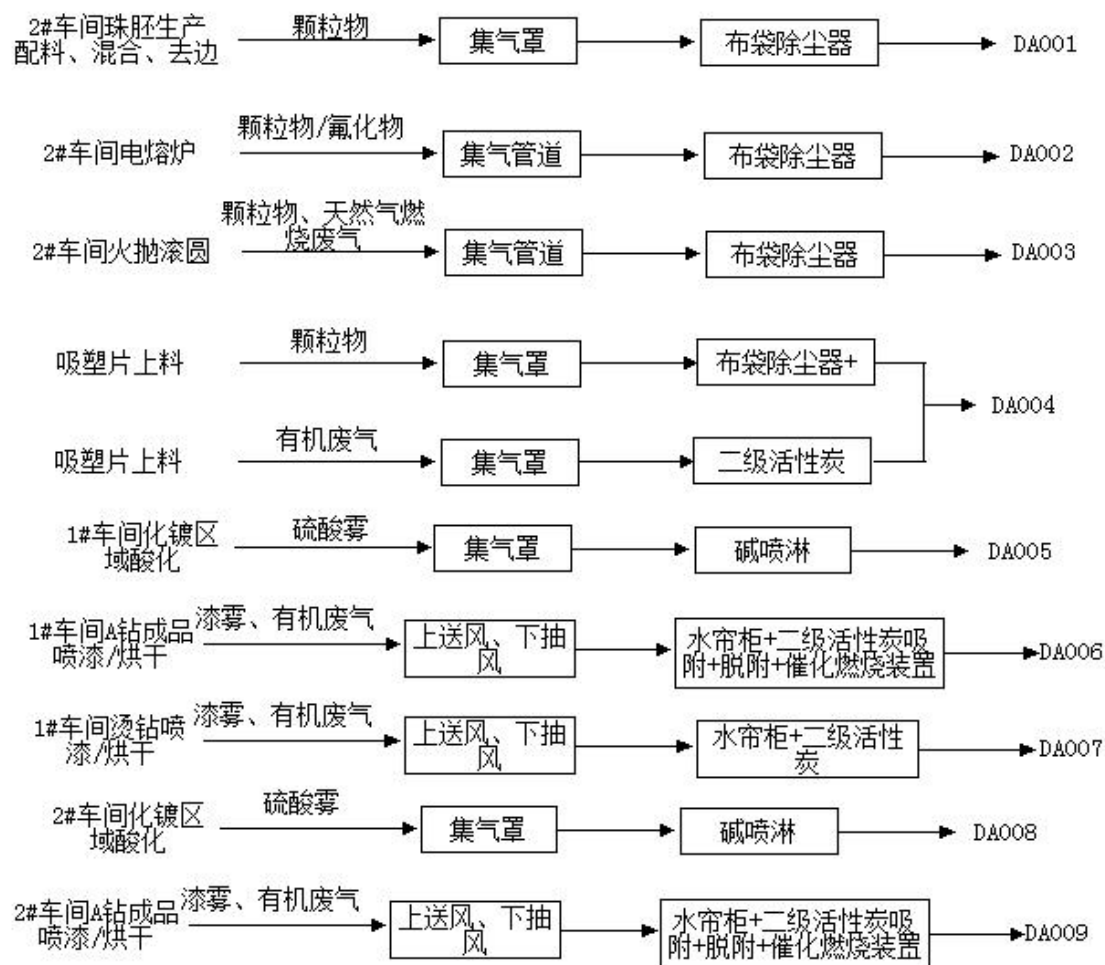 2#车间珠胚生产
配料、混合、去边
颗粒物
集气罩
布袋除尘器
DA001
2#车间电熔炉
颗粒物/氟化物
集气管道
布袋除尘器
DA002
2#车间火抛滚圆
颗粒物、天然气燃
烧废气
集气管道
布袋除尘器
DA003
吸塑片上料
颗粒物
集气罩
布袋除尘器+
吸塑片上料
有机废气
集气罩
二级活性炭
DA004
1#车间化镀区
域酸化
硫酸雾
集气罩
碱喷淋
DA005
1#车间A钻成品
喷漆/烘干
漆雾、有机废气
上送风、下抽
风
水帘柜+二级活性炭吸
附+脱附+催化燃烧装置
DA006
1#车间烫钻喷
漆/烘干
漆雾、有机废气
上送风、下抽
风
水帘柜+二级活性
炭
DA007
2#车间化镀区
域酸化
硫酸雾
集气罩
碱喷淋
DA008
2#车间A钻成品
喷漆/烘干
漆雾、有机废气
上送风、下抽
风
水帘柜+二级活性炭吸
附+脱附+催化燃烧装置
DA009